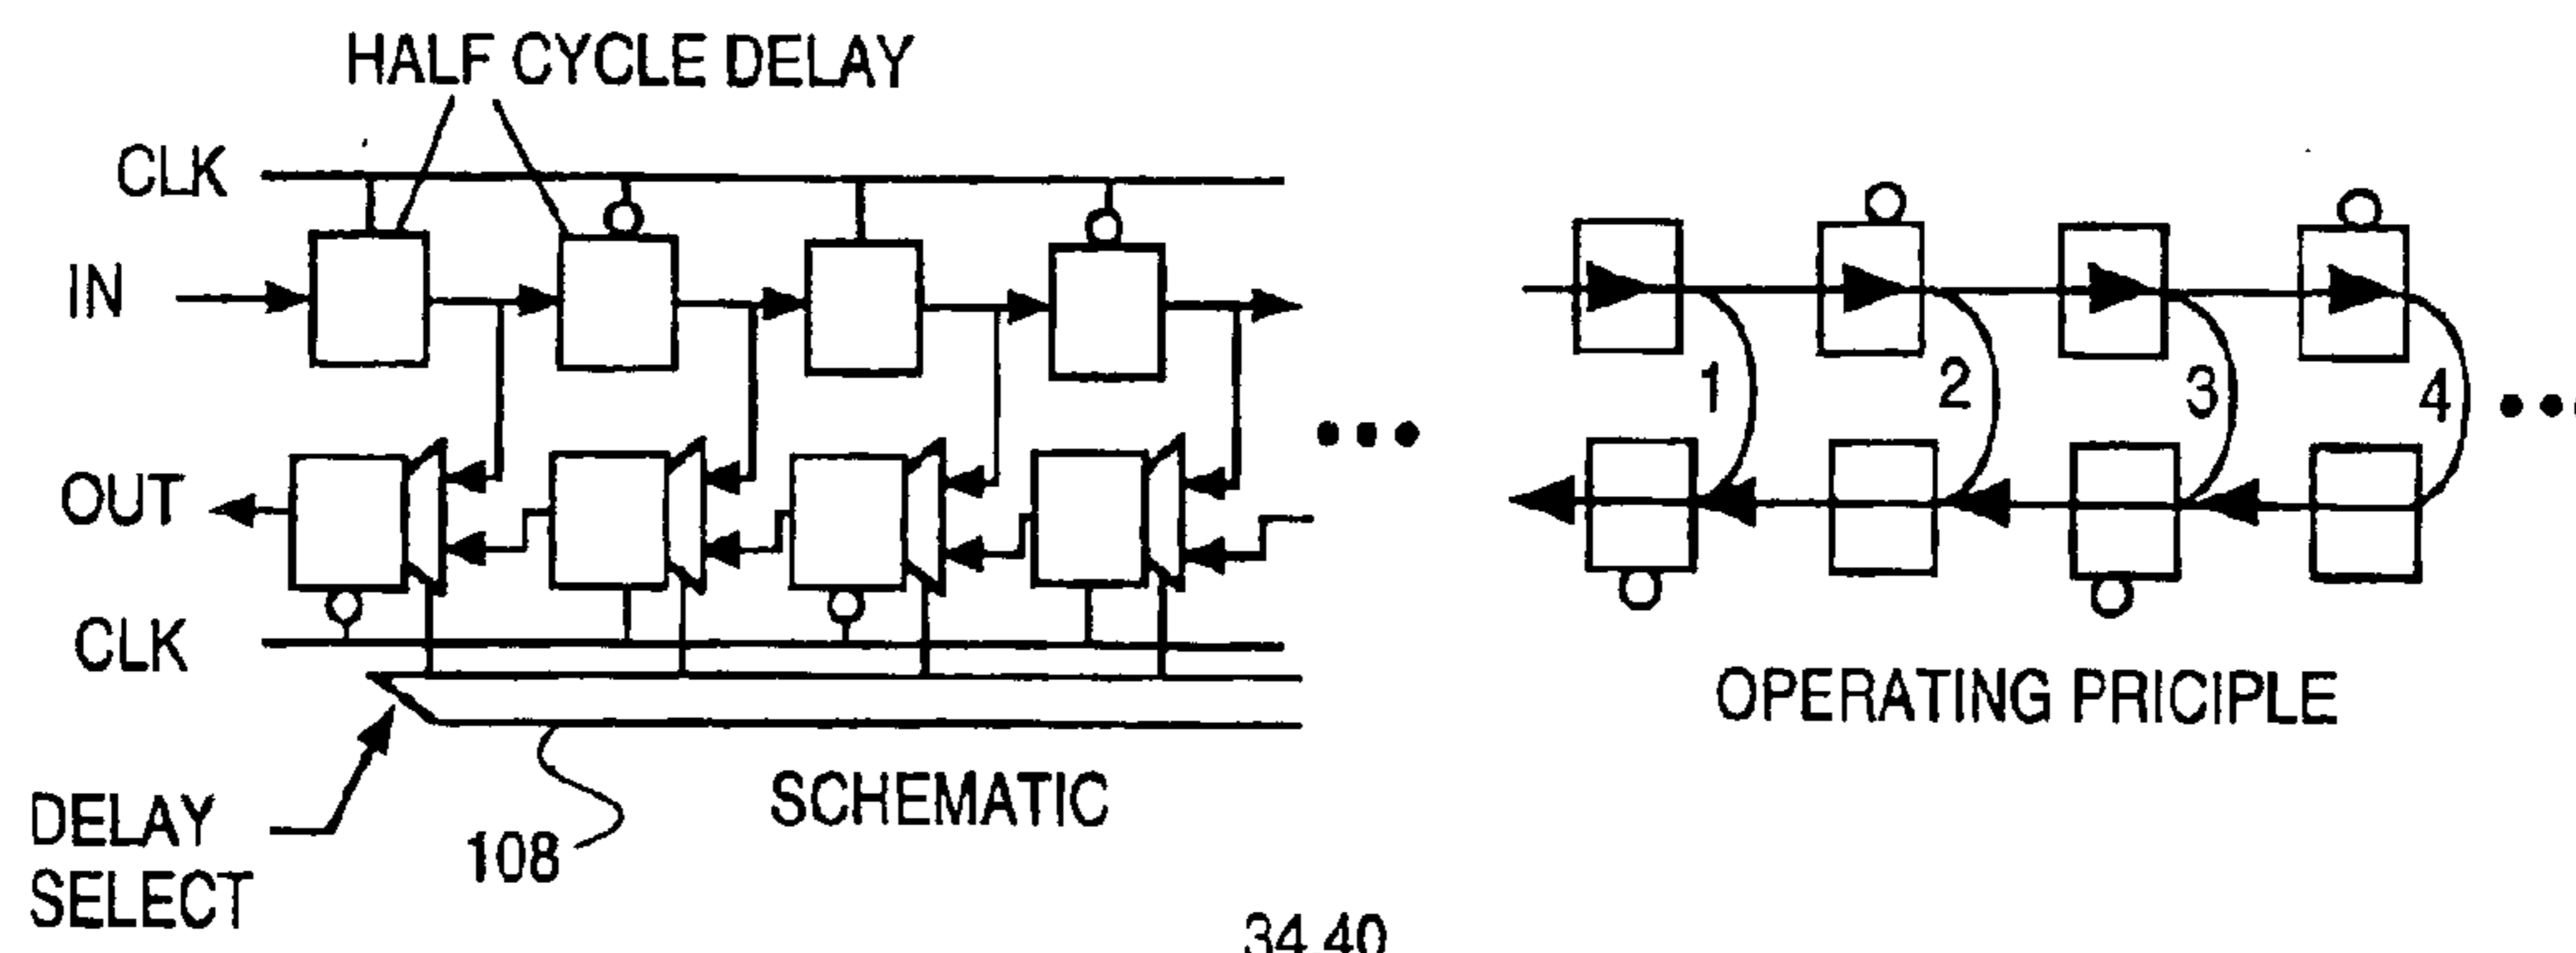 HALF CYCLE DELAY
CLK
IN
OUT
CLK
DELAY
SELECT
108
SCHEMATIC
1
2
3
4
OPERATING PRICIPLE
34,40